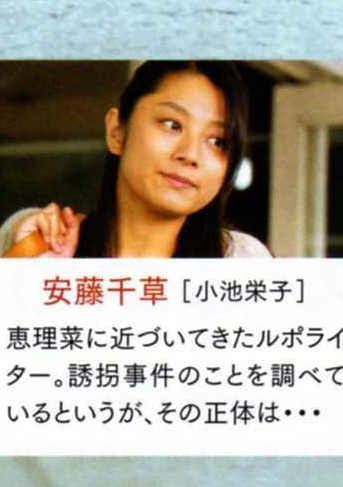 安藤千草 [小池栄子]
恵理菜に近づいてきたルポライ
ター。誘拐事件のことを調べて
いるというが、その正体は・・・